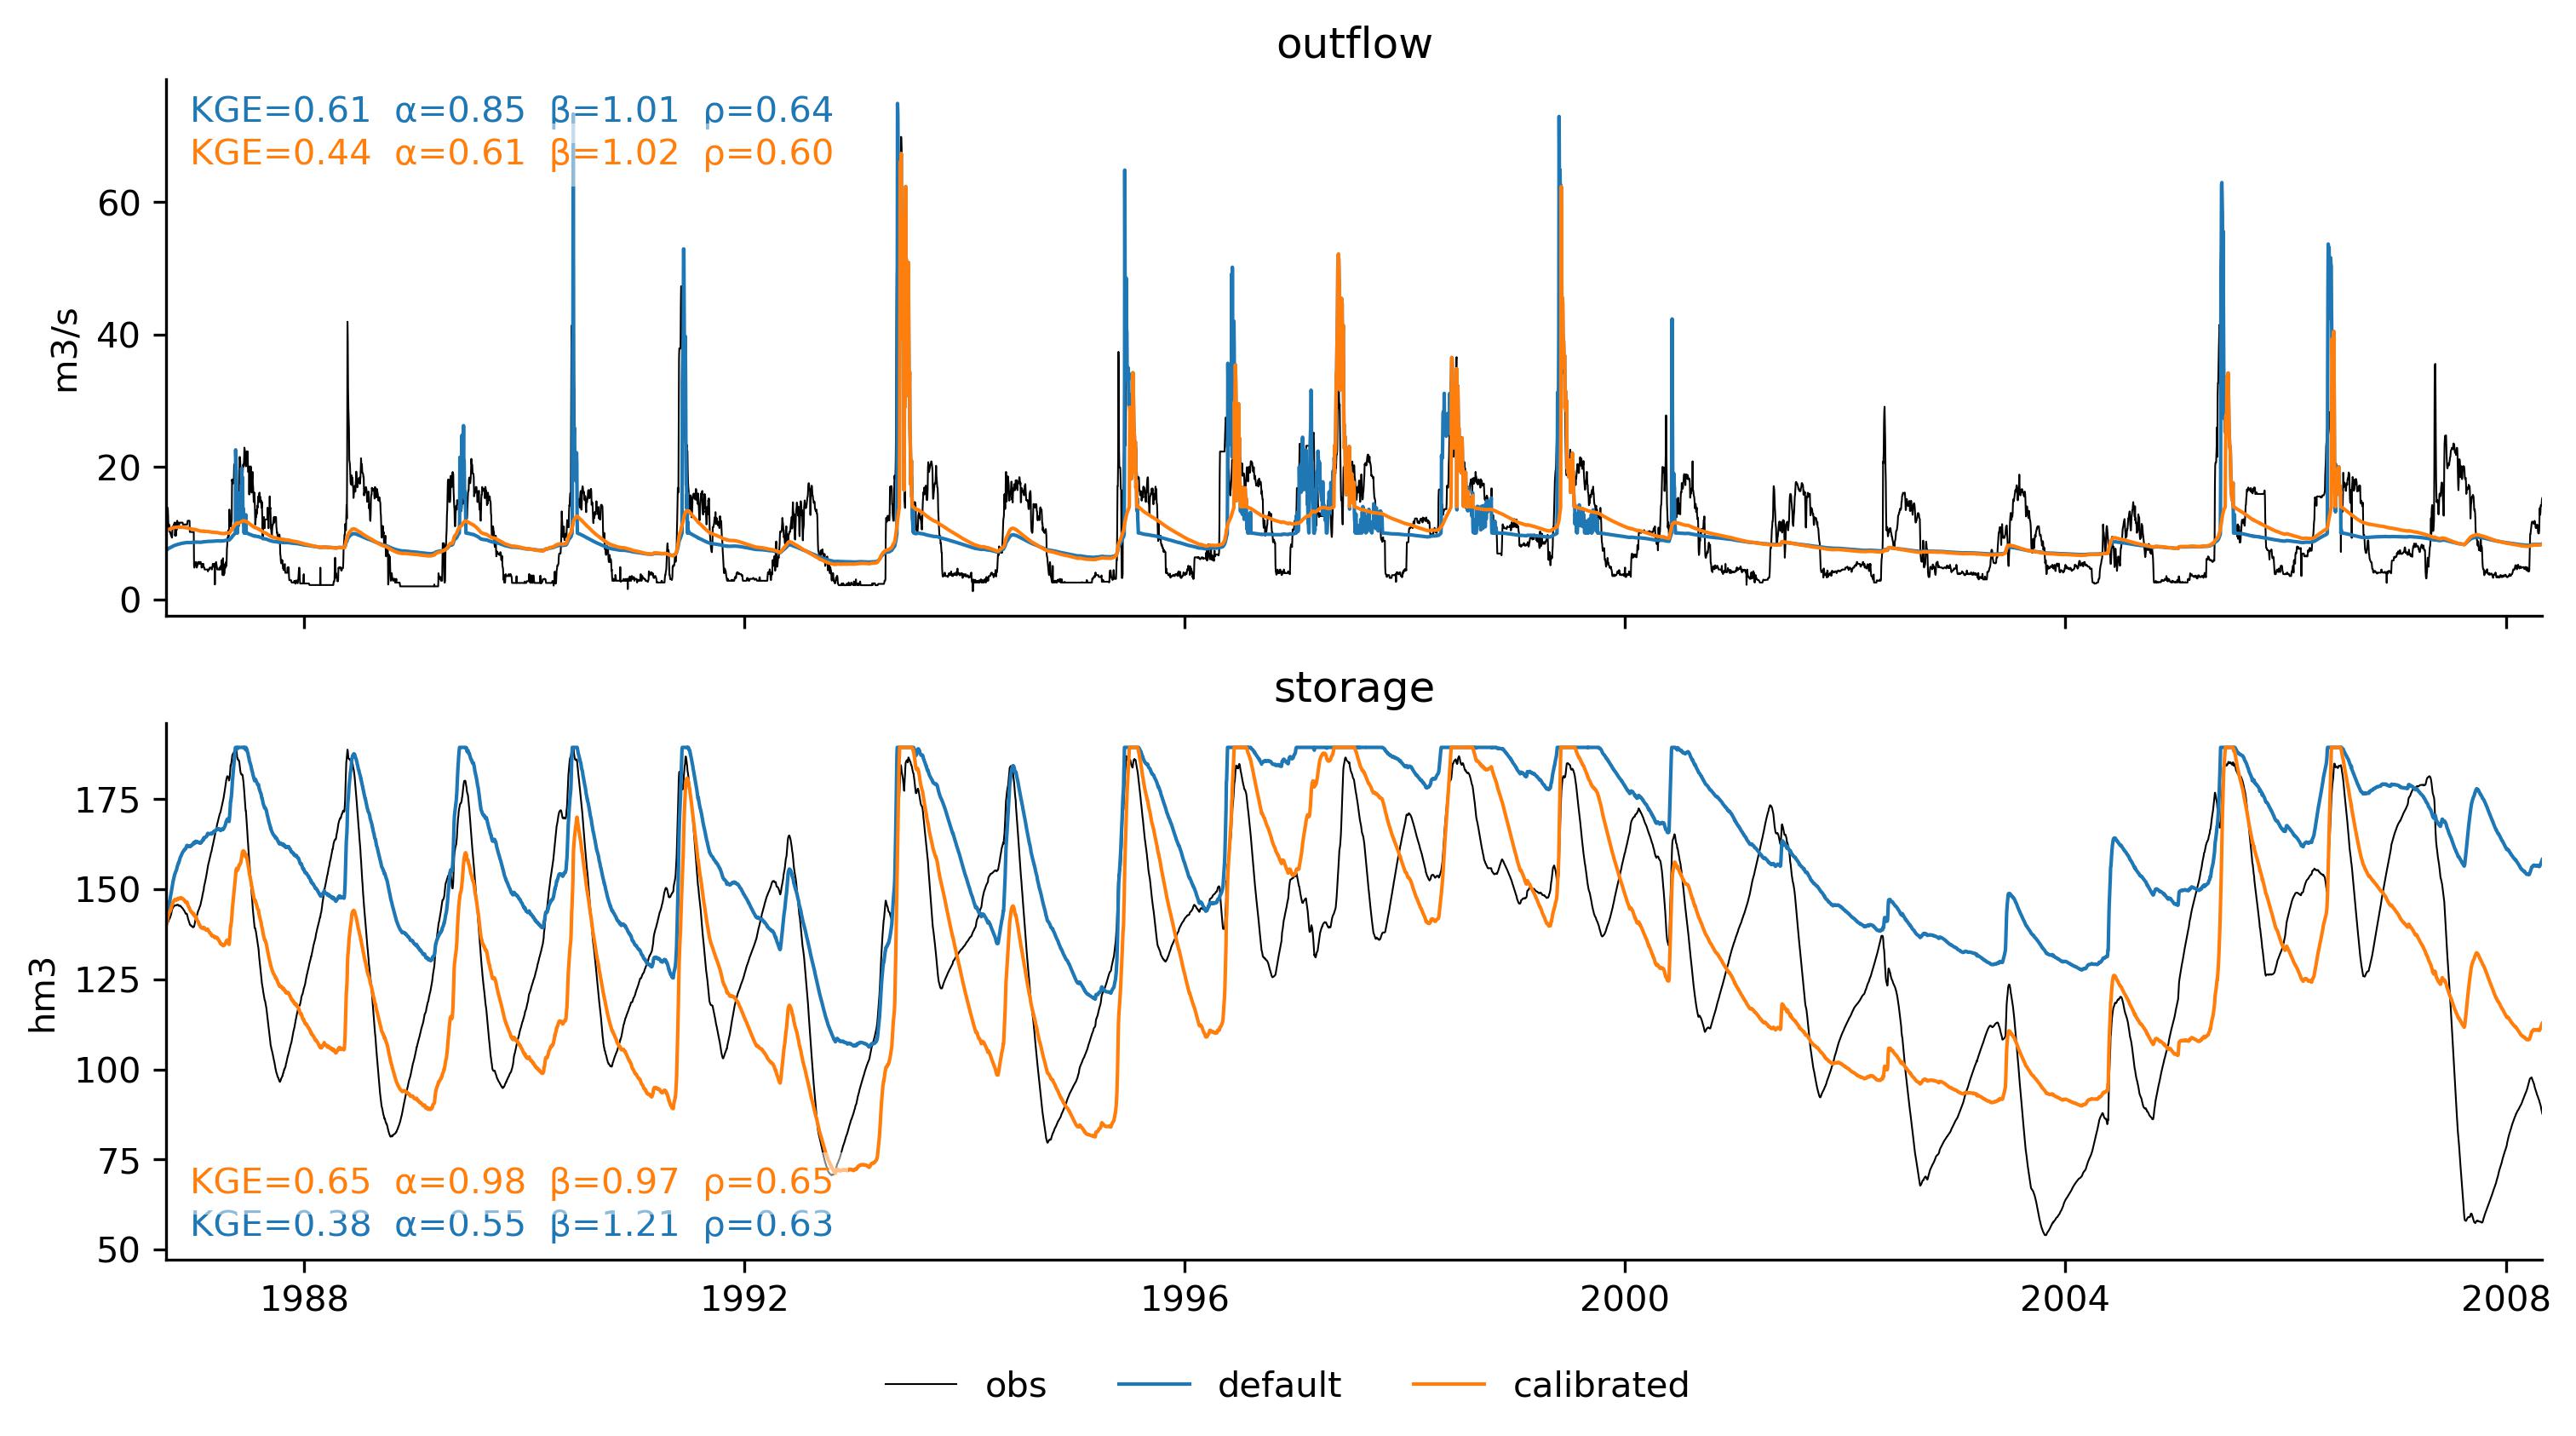 outflow
KGE=0.61 α=0.85 β=1.01 ρ=0.64
KGE=0.44 α=0.61 β=1.02 ρ=0.60
m3/s
60
40
20
0
storage
175
150
125
100
75
50
hm3
KGE=0.65 α=0.98 β=0.97 ρ=0.65
KGE=0.38 α=0.55 β=1.21 ρ=0.63
1988 1992 1996 2000 2004 2008
obs default calibrated